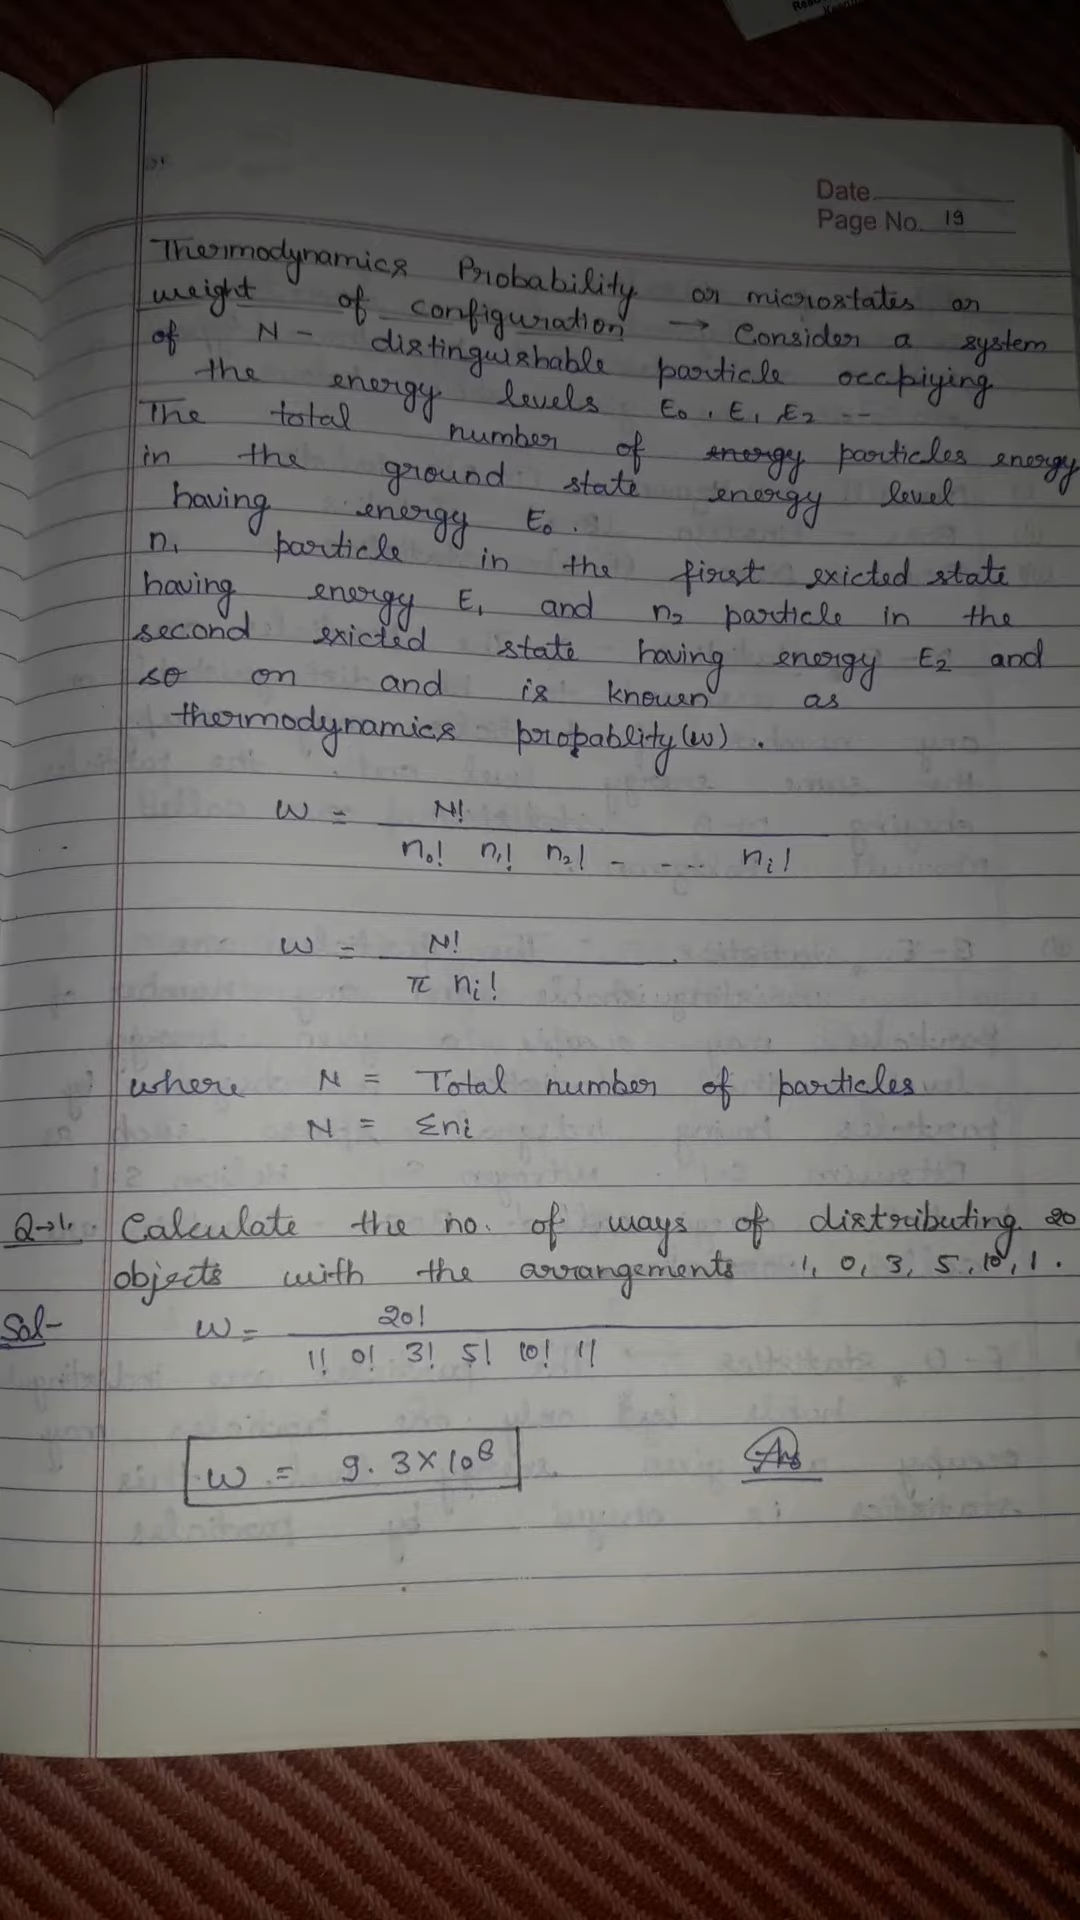 Date
Page No. 19
Thermodynamics Probability or microstates or
weight of configuration → Consider a system
of N - distinguishable particle occpiying
the energy levels E₀, E₁, E₂ --
The total number of energy particles energy
in the ground state energy level
having energy E₀.
n₁ particle in the first exicted state
having energy E₁ and n₂ particle in the
second exicted state having energy E₂ and
so on and is knowen as
thermodynamics propablity (w).
W = N! / n₀! n₁! n₂! - - -.. nᵢ!
W = N! / π nᵢ!
where N = Total number of particles
N = Σnᵢ
Q→1. Calculate the no. of ways of distributing 20
objects with the arrangements 1, 0, 3, 5, 10, 1.
Sol- W = 20! / 1! 0! 3! 5! 10! 1!
W = 9.3×10⁸ Ans